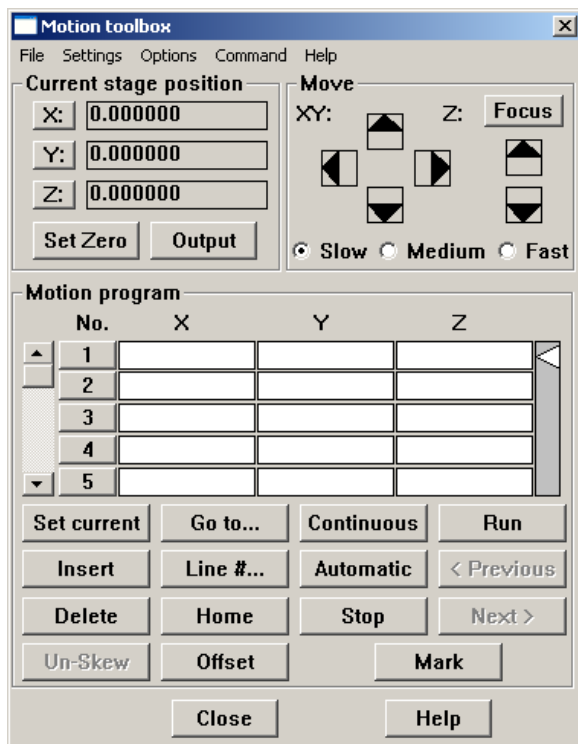 Motion toolbox
File Settings Options Command Help
Current stage position
X: 0.000000
Y: 0.000000
Z: 0.000000
Set Zero Output
Move
XY: Z: Focus
Slow Medium Fast
Motion program
No. X Y Z
1
2
3
4
5
Set current Go to... Continuous Run
Insert Line #... Automatic < Previous
Delete Home Stop Next >
Un-Skew Offset Mark
Close Help